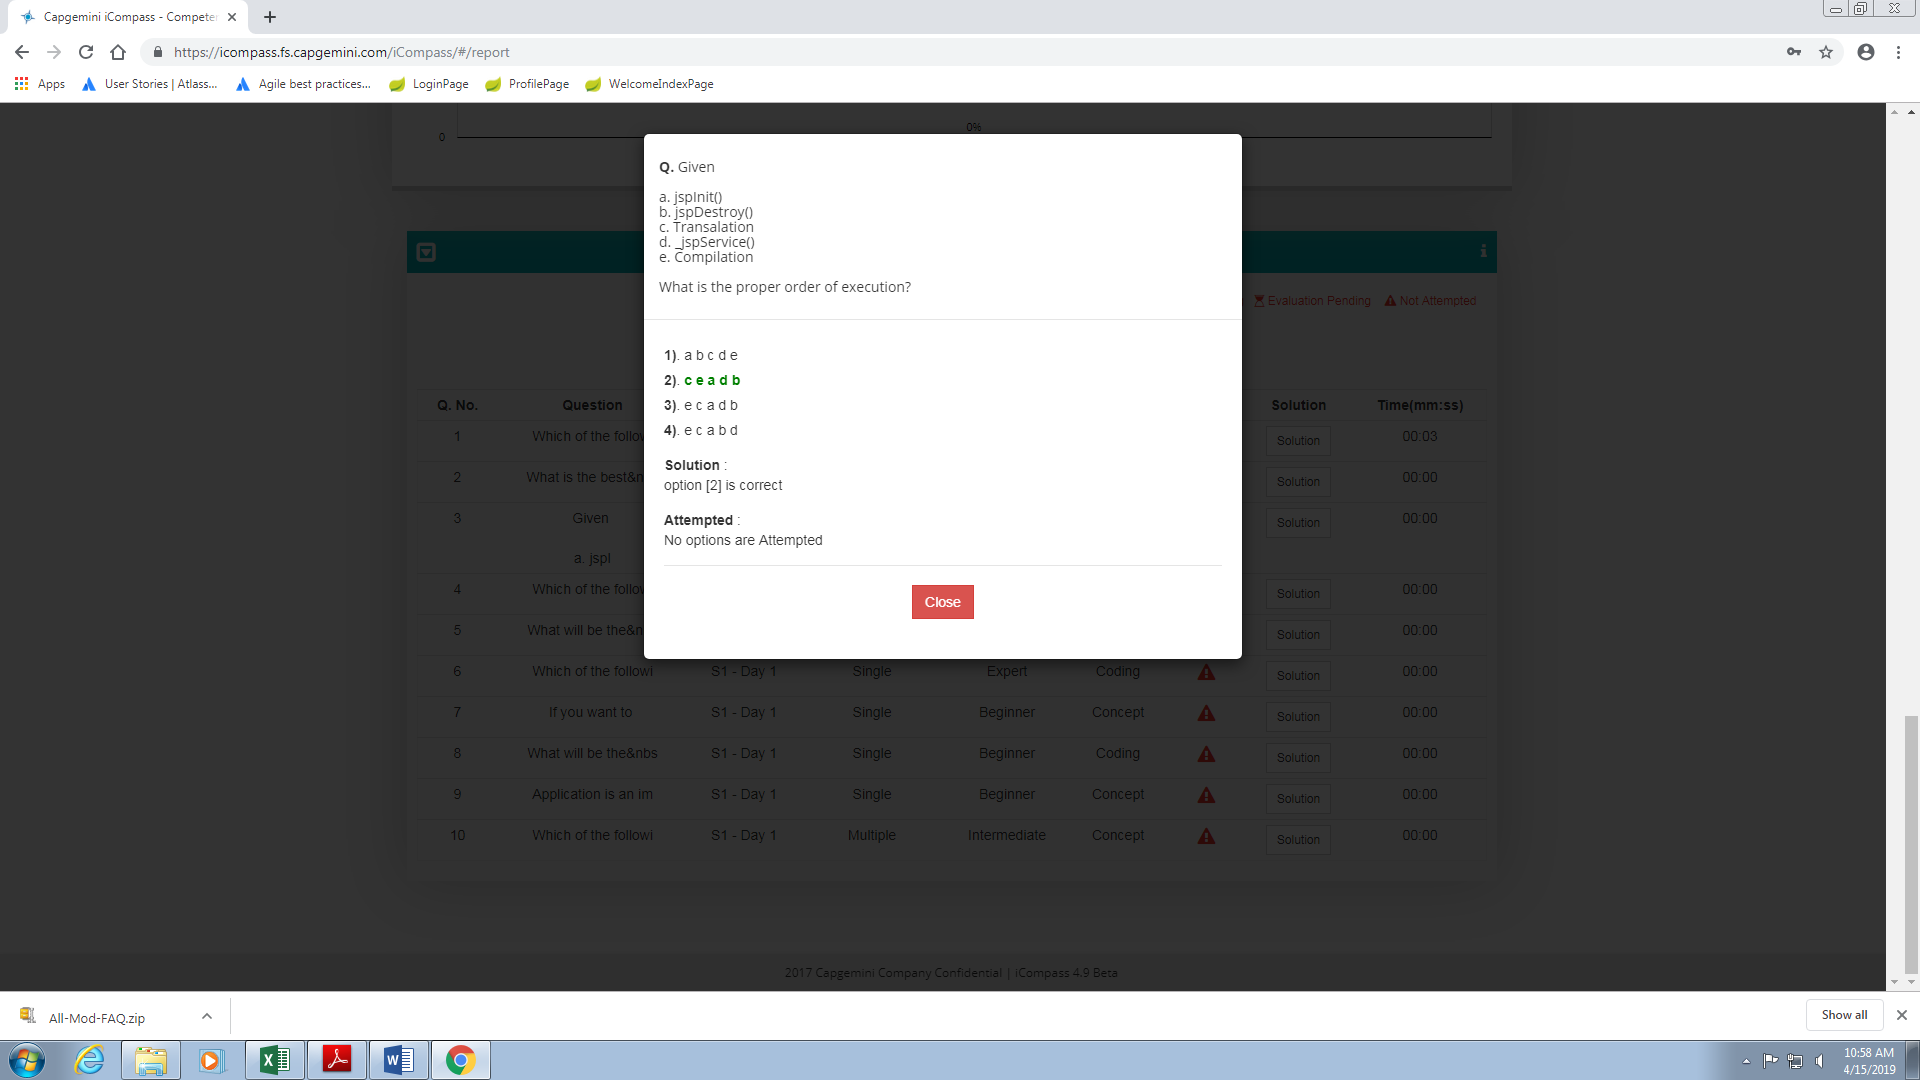 Capgemini iCompass - Competen
https://icompass.fs.capgemini.com/iCompass/#/report
Apps
User Stories | Atlass...
Agile best practices...
LoginPage
ProfilePage
WelcomeIndexPage
0
0%
Q. Given
a. jspInit()
b. jspDestroy()
c. Transalation
d. _jspService()
e. Compilation
What is the proper order of execution?
Evaluation Pending
Not Attempted
1). a b c d e
2). c e a d b
3). e c a d b
4). e c a b d
Solution :
option [2] is correct
Attempted :
No options are Attempted
Close
Q. No. Question Solution Time(mm:ss)
1 Which of the follow Solution 00:03
2 What is the best&n Solution 00:00
3 Given Solution 00:00
a. jspI
4 Which of the follow Solution 00:00
5 What will be the&n Solution 00:00
6 Which of the followi S1 - Day 1 Single Expert Coding Solution 00:00
7 If you want to S1 - Day 1 Single Beginner Concept Solution 00:00
8 What will be the&nbs S1 - Day 1 Single Beginner Coding Solution 00:00
9 Application is an im S1 - Day 1 Single Beginner Concept Solution 00:00
10 Which of the followi S1 - Day 1 Multiple Intermediate Concept Solution 00:00
2017 Capgemini Company Confidential | iCompass 4.9 Beta
All-Mod-FAQ.zip
Show all
10:58 AM
4/15/2019